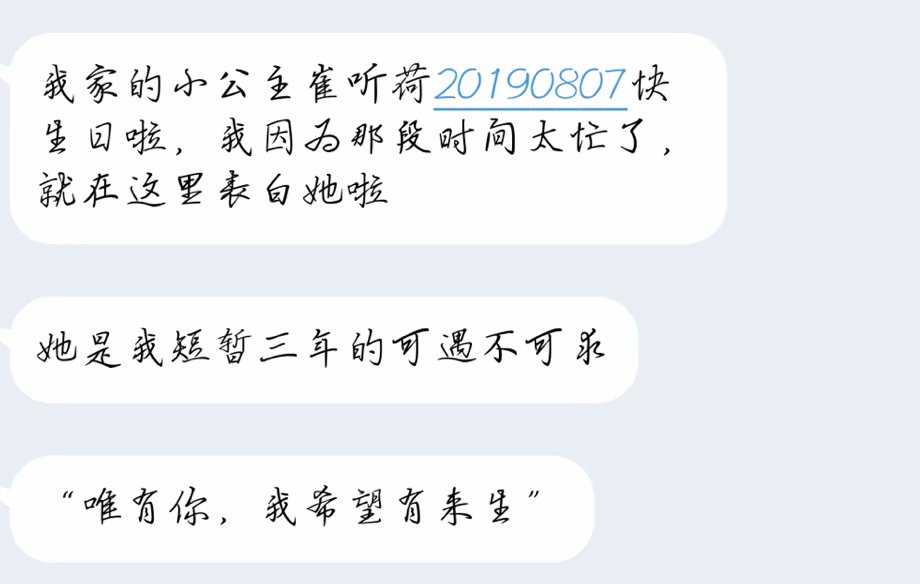 我家的小公主崔听荷20190807快
生日啦，我因为那段时间太忙了，
就在这里表白她啦
她是我短暂三年的可遇不可求
“唯有你，我希望有来生”